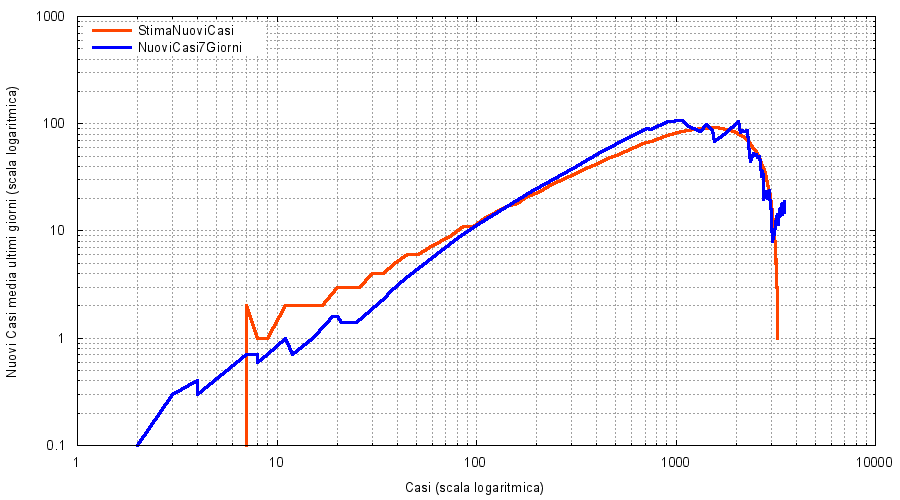 1000
StimaNuoviCasi
NuoviCasi7Giorni
100
10
1
0.1
Nuovi Casi media ultimi giorni (scala logaritmica)
1 10 100 1000 10000
Casi (scala logaritmica)